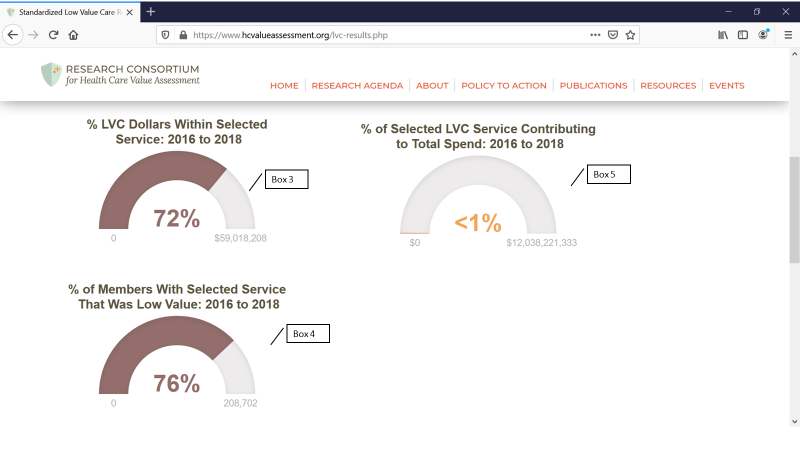 Standardized Low Value Care R
https://www.hcvalueassessment.org/lvc-results.php
RESEARCH CONSORTIUM
for Health Care Value Assessment
HOME RESEARCH AGENDA ABOUT POLICY TO ACTION PUBLICATIONS RESOURCES EVENTS
% LVC Dollars Within Selected
Service: 2016 to 2018
Box 3
72%
0 $59,018,208
% of Selected LVC Service Contributing
to Total Spend: 2016 to 2018
Box 5
<1%
$0 $12,038,221,333
% of Members With Selected Service
That Was Low Value: 2016 to 2018
Box 4
76%
0 208,702